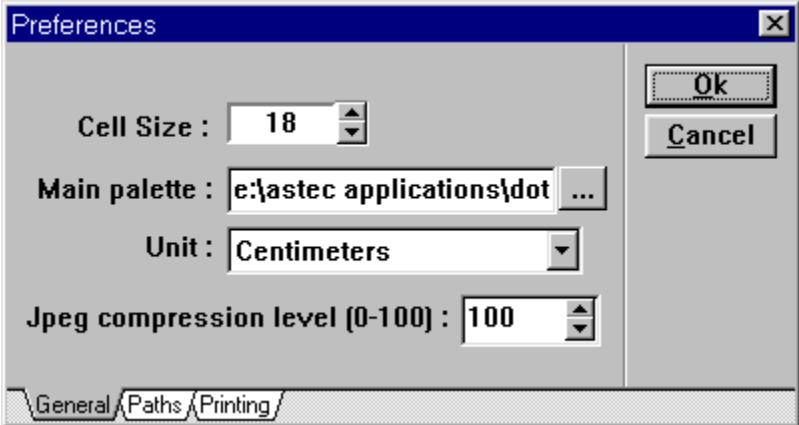 Preferences
Cell Size : 18
Ok
Cancel
Main palette : e:\astec applications\dot ...
Unit : Centimeters
Jpeg compression level (0-100) : 100
General Paths Printing